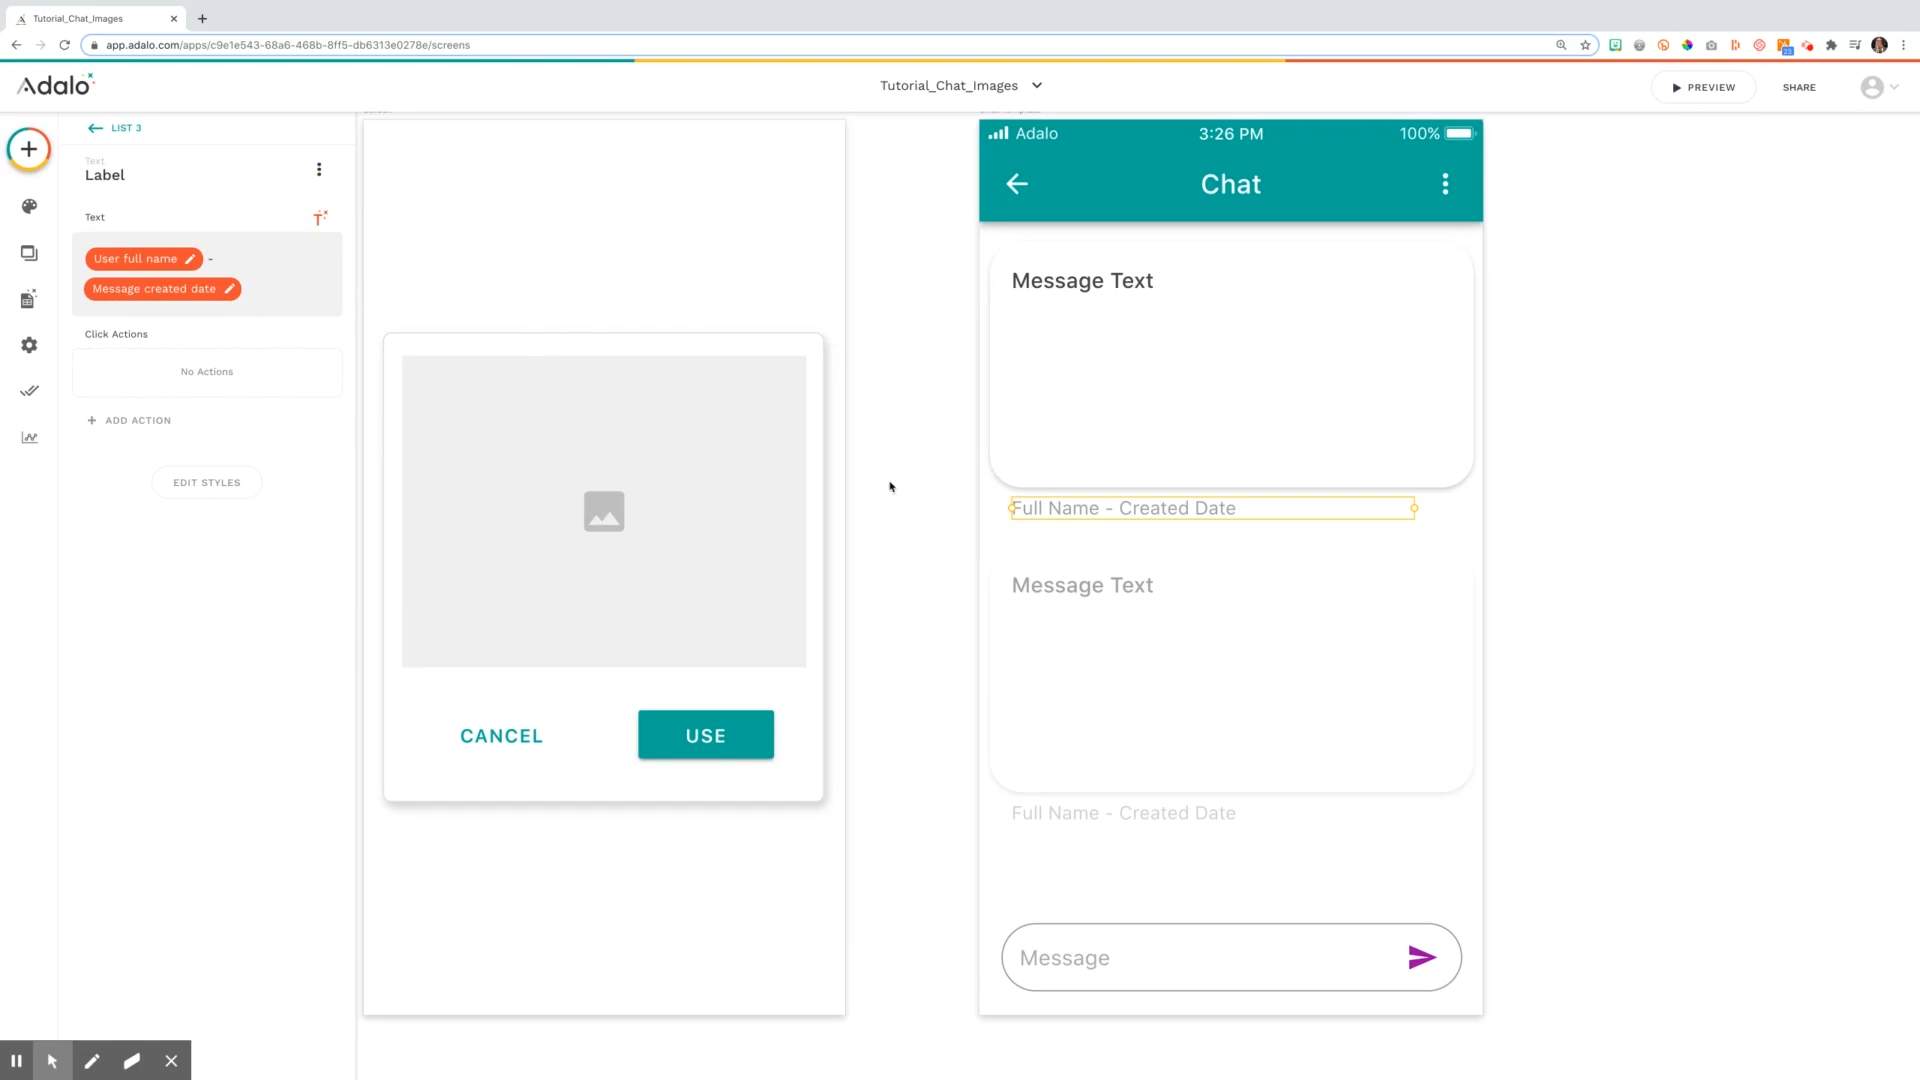 Tutorial_Chat_Images
app.adalo.com/apps/c9e1e543-68a6-468b-8ff5-db6313e0278e/screens
23
Adalo
Tutorial_Chat_Images
PREVIEW
SHARE
LIST 3
Text
Label
Text
User full name -
Message created date
Click Actions
No Actions
ADD ACTION
EDIT STYLES
CANCEL
USE
Adalo 3:26 PM 100%
Chat
Message Text
Full Name - Created Date
Message Text
Full Name - Created Date
Message